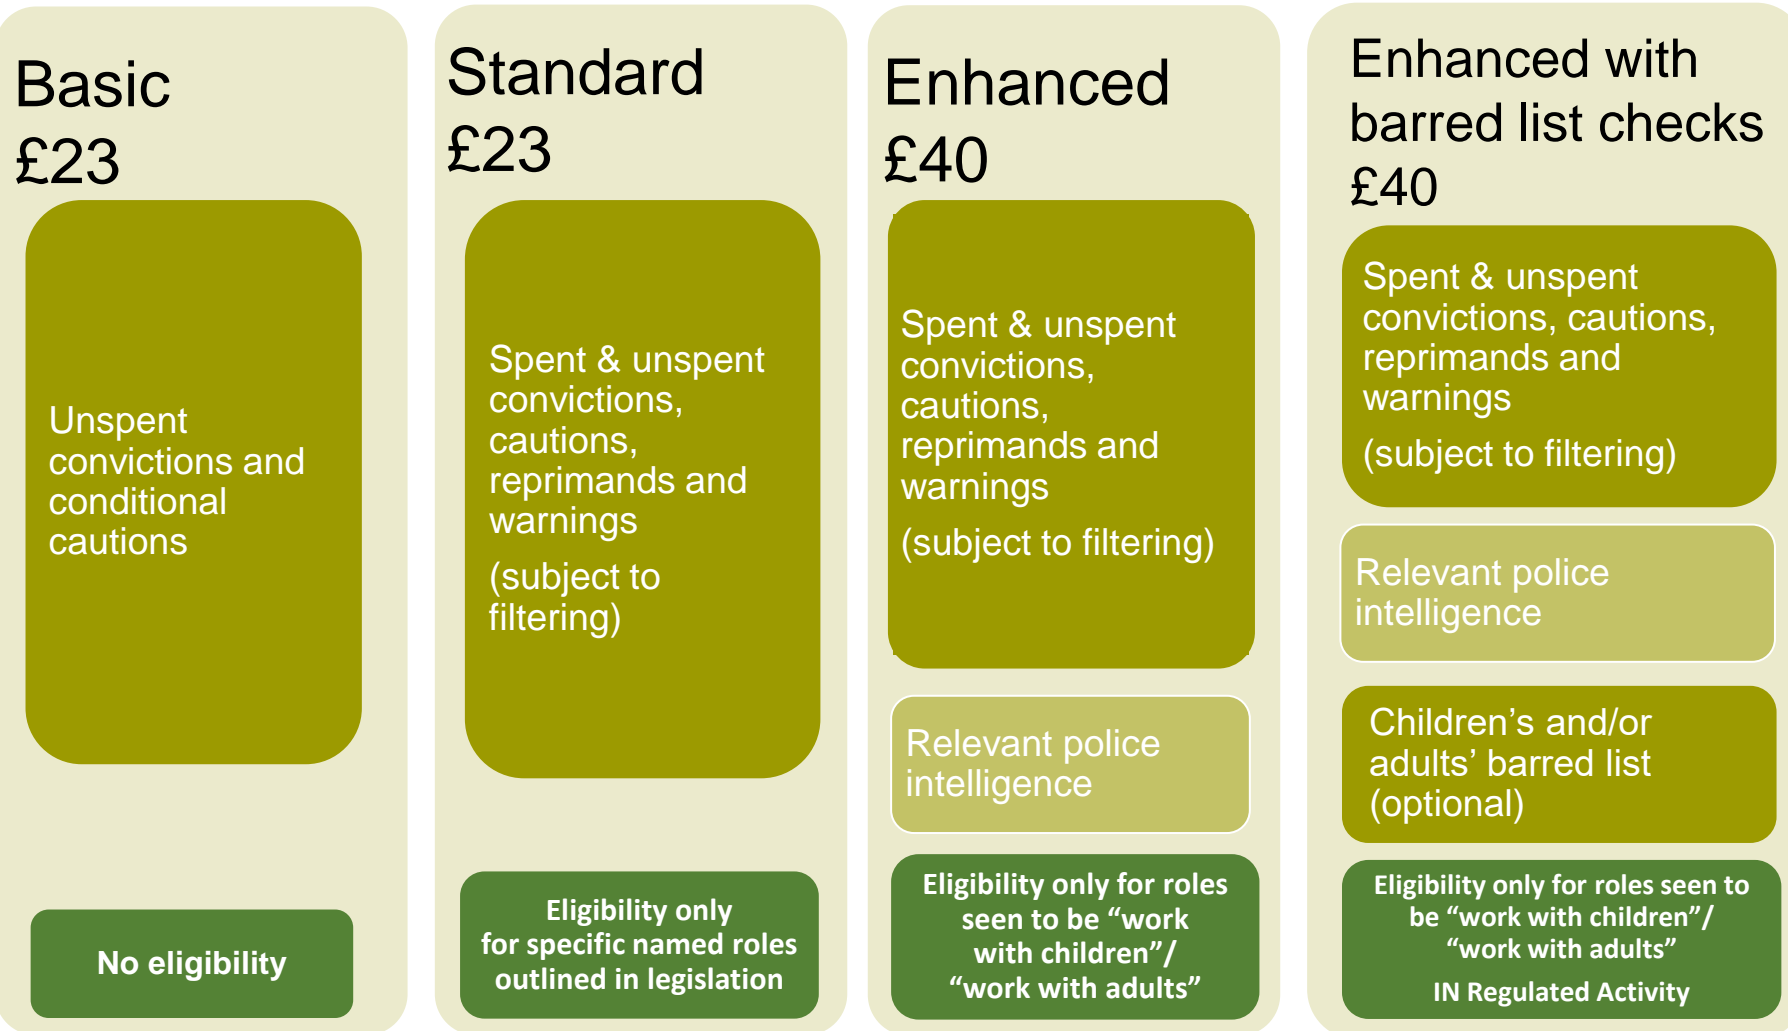 Basic
£23
Unspent
convictions and
conditional
cautions
No eligibility
Standard
£23
Spent & unspent
convictions,
cautions,
reprimands and
warnings
(subject to
filtering)
Eligibility only
for specific named roles
outlined in legislation
Enhanced
£40
Spent & unspent
convictions,
cautions,
reprimands and
warnings
(subject to filtering)
Relevant police
intelligence
Eligibility only for roles
seen to be “work
with children”/
“work with adults”
Enhanced with
barred list checks
£40
Spent & unspent
convictions, cautions,
reprimands and
warnings
(subject to filtering)
Relevant police
intelligence
Children’s and/or
adults’ barred list
(optional)
Eligibility only for roles seen to
be “work with children”/
“work with adults”
IN Regulated Activity